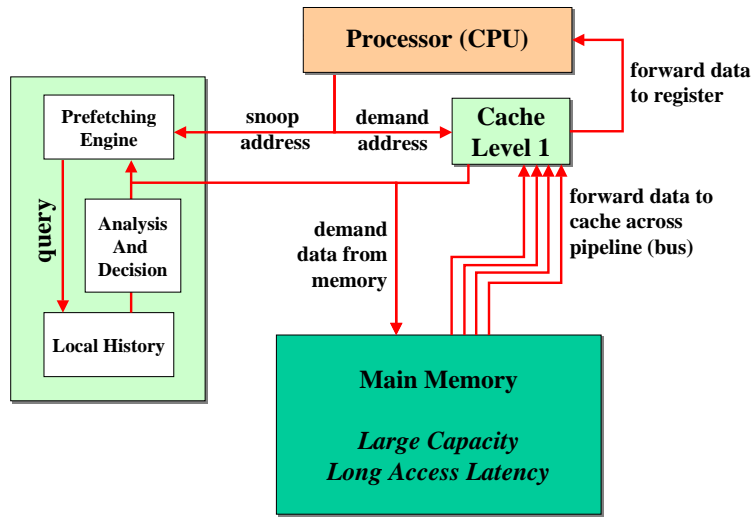 Processor (CPU)
forward data
to register
Prefetching
Engine
snoop
address
demand
address
Cache
Level 1
query
Analysis
And
Decision
demand
data from
memory
forward data to
cache across
pipeline (bus)
Local History
Main Memory
Large Capacity
Long Access Latency